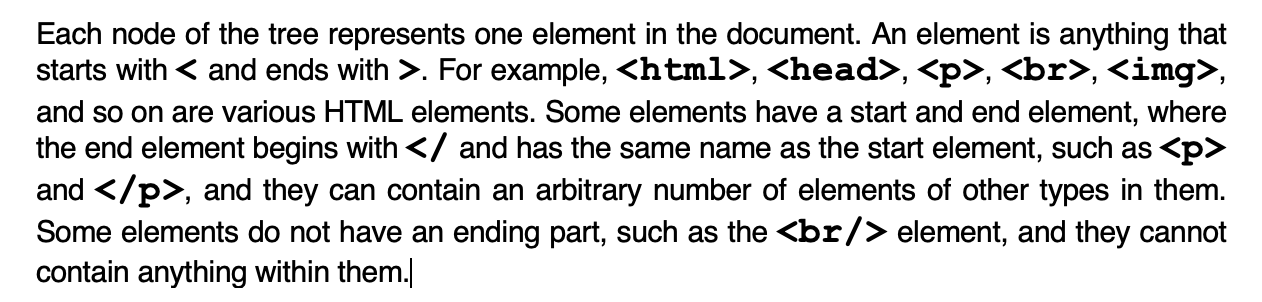 Each node of the tree represents one element in the document. An element is anything that
starts with < and ends with >. For example, <html>, <head>, <p>, <br>, <img>,
and so on are various HTML elements. Some elements have a start and end element, where
the end element begins with </ and has the same name as the start element, such as <p>
and </p>, and they can contain an arbitrary number of elements of other types in them.
Some elements do not have an ending part, such as the <br/> element, and they cannot
contain anything within them.